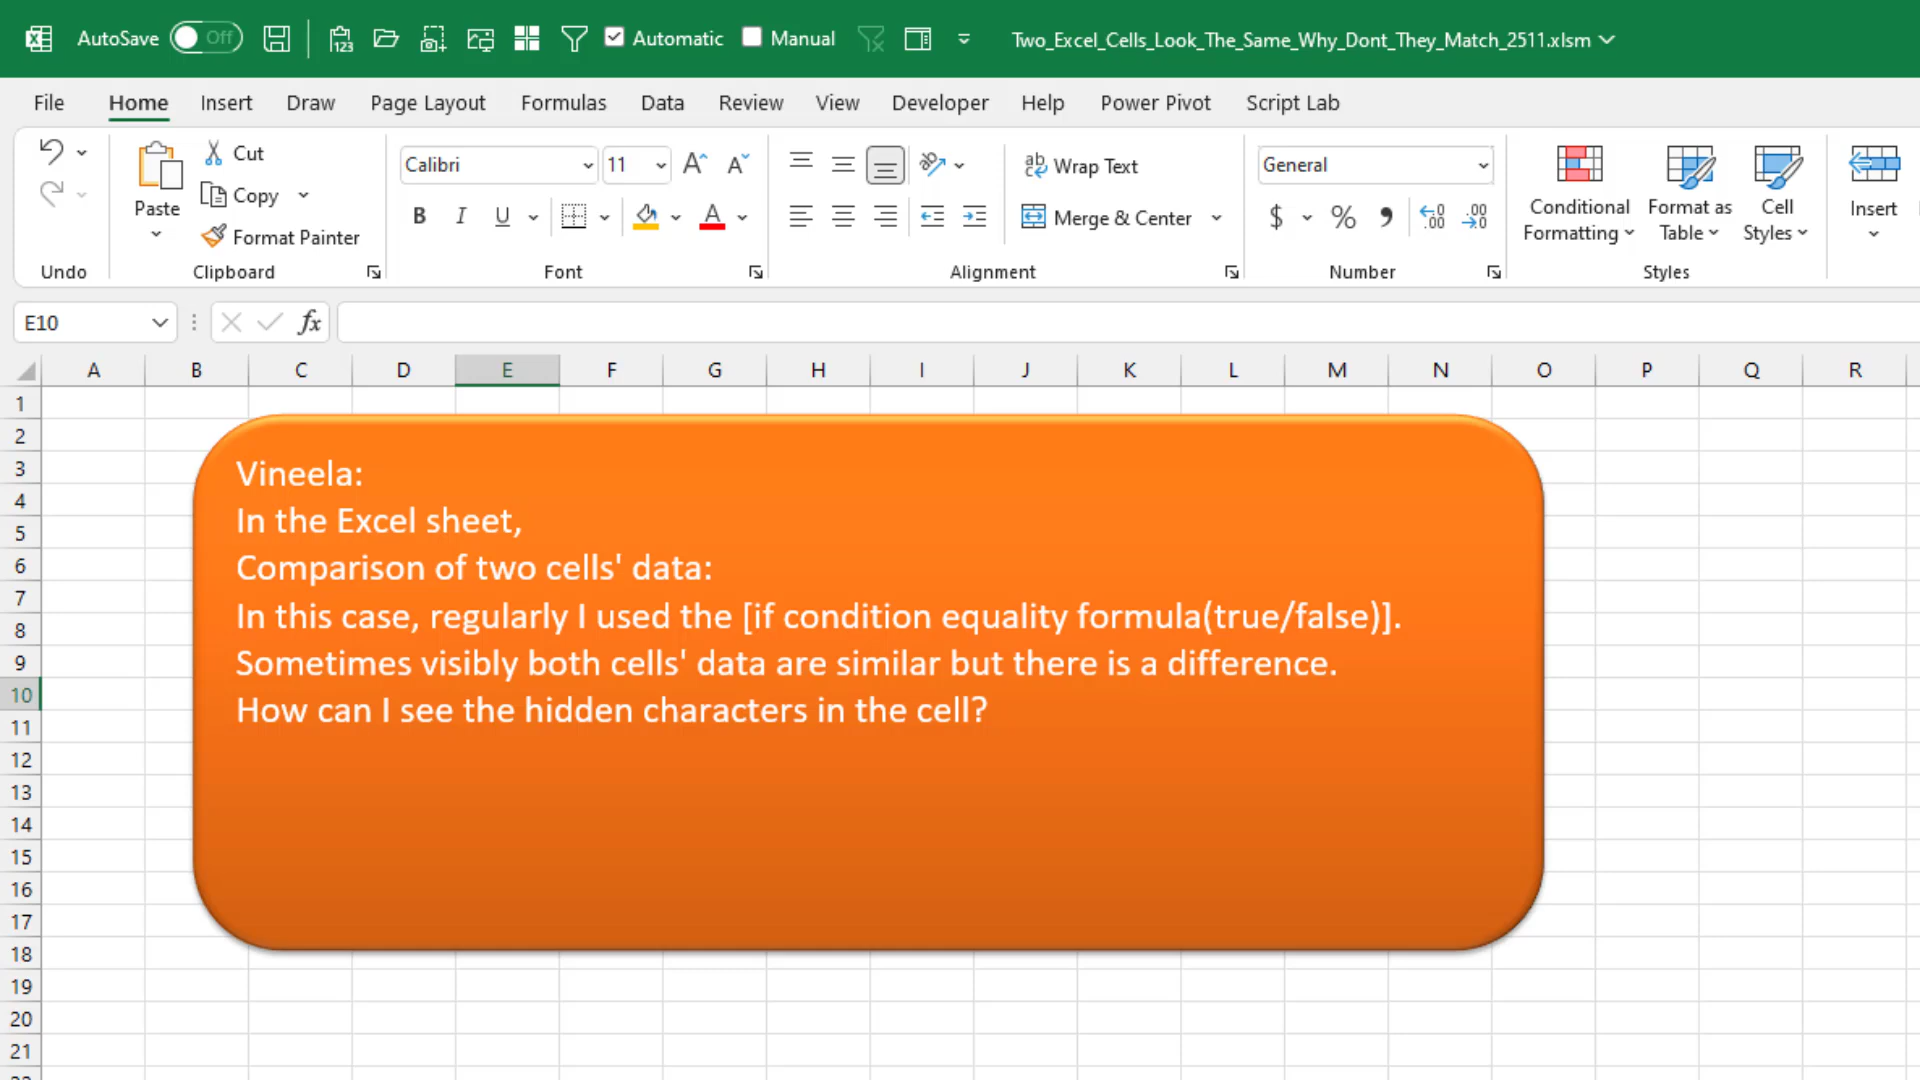 AutoSave Off Automatic Manual Two_Excel_Cells_Look_The_Same_Why_Dont_They_Match_2511.xlsm
File Home Insert Draw Page Layout Formulas Data Review View Developer Help Power Pivot Script Lab
Paste Cut Calibri 11 Wrap Text General Conditional Formatting Format as Table Cell Styles Insert
Copy B I U A Merge & Center $ %
Format Painter
Undo Clipboard Font Alignment Number Styles
E10 fx
A B C D E F G H I J K L M N O P Q R
1
2
3
4
5
6
7
8
9
10
11
12
13
14
15
16
17
18
19
20
21
Vineela:
In the Excel sheet,
Comparison of two cells' data:
In this case, regularly I used the [if condition equality formula(true/false)].
Sometimes visibly both cells' data are similar but there is a difference.
How can I see the hidden characters in the cell?